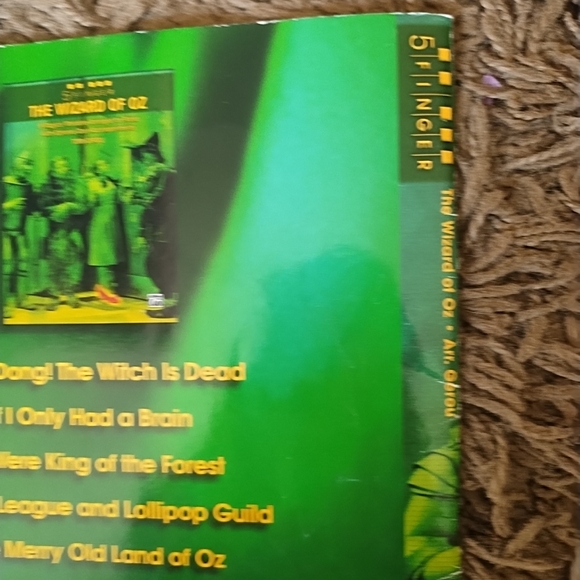 THE WIZARD OF OZ
Dong! The Witch Is Dead
f I Only Had a Brain
Were King of the Forest
League and Lollipop Guild
Merry Old Land of Oz
5 FINGER
The Wizard of Oz • Arr.